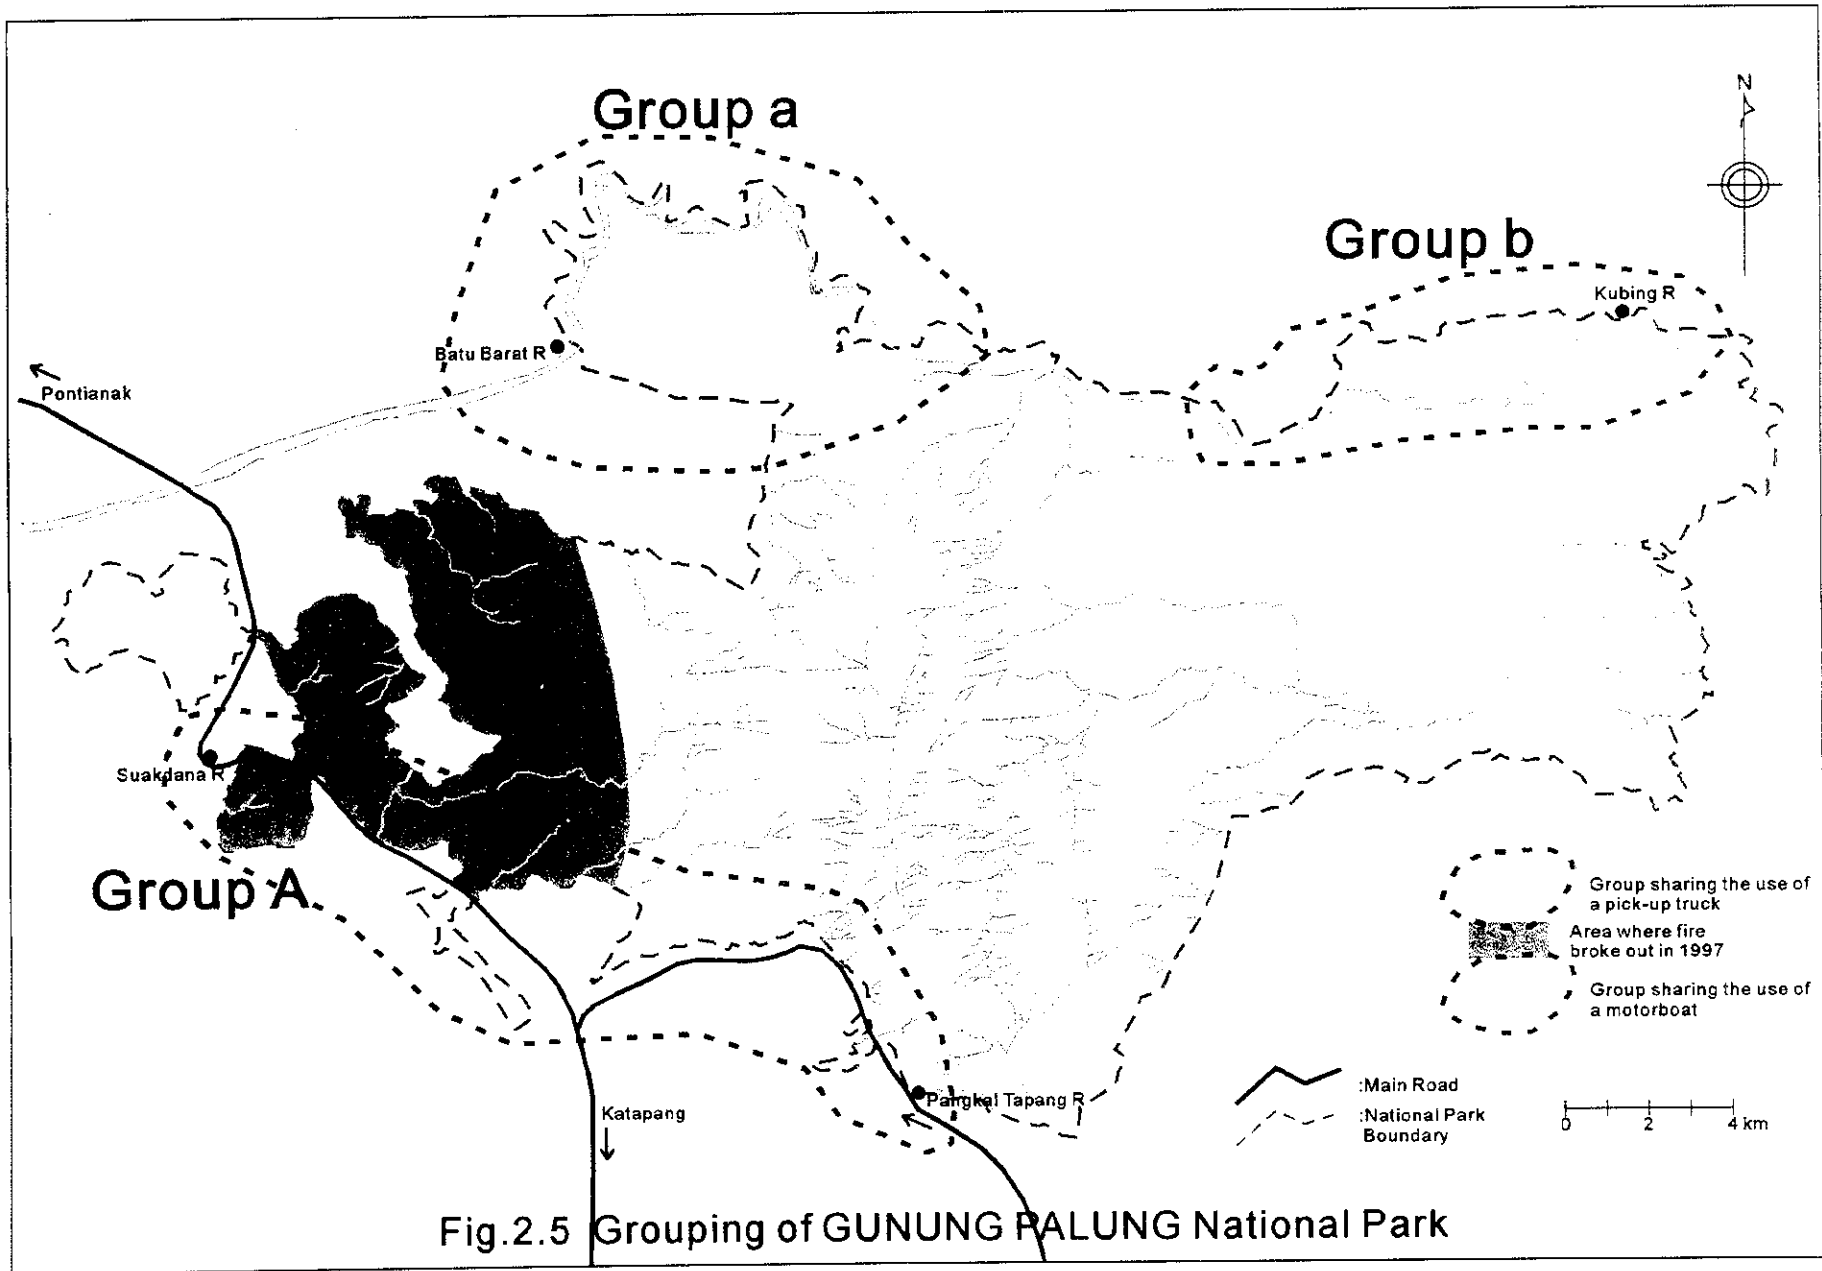 Group a
N
Group b
Kubing R
Batu Barat R
Pontianak
Suakdana R
Group A
Group sharing the use of
a pick-up truck
Area where fire
broke out in 1997
Group sharing the use of
a motorboat
Pangkal Tapang R
:Main Road
:National Park
Boundary
0 2 4 km
Katapang
Fig.2.5 Grouping of GUNUNG PALUNG National Park